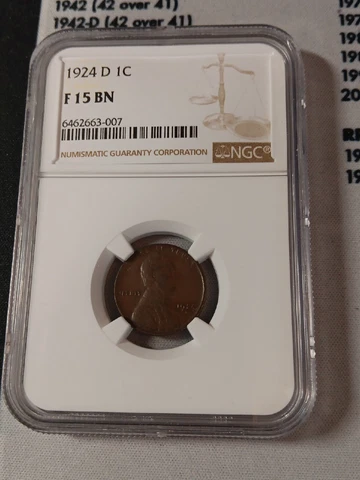 1942 (42 over 41)
1942-D (42 over 41)
1924 D 1C
F 15 BN
6462663-007
NUMISMATIC GUARANTY CORPORATION
NGC®